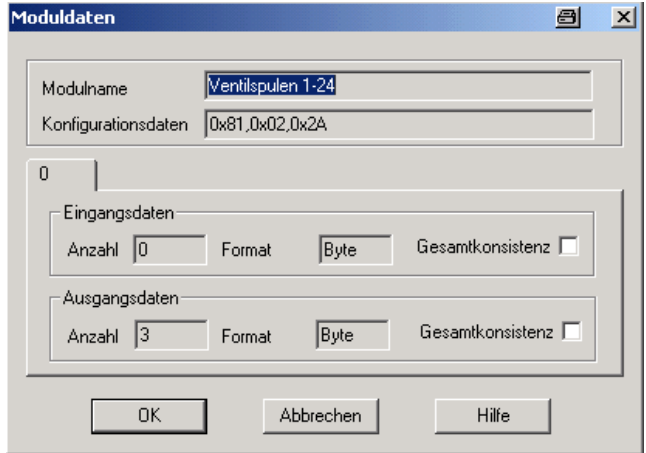 Moduldaten
Modulname Ventilspulen 1-24
Konfigurationsdaten 0x81,0x02,0x2A
0
Eingangsdaten
Anzahl 0 Format Byte Gesamtkonsistenz
Ausgangsdaten
Anzahl 3 Format Byte Gesamtkonsistenz
OK Abbrechen Hilfe